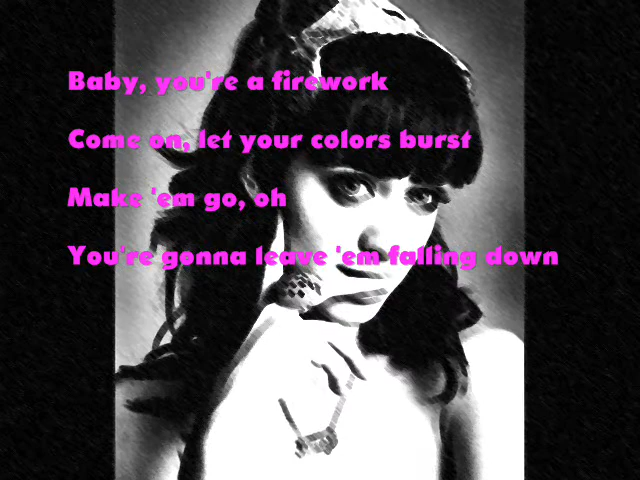 Baby, you're a firework
Come on, let your colors burst
Make 'em go, oh
You're gonna leave 'em falling down